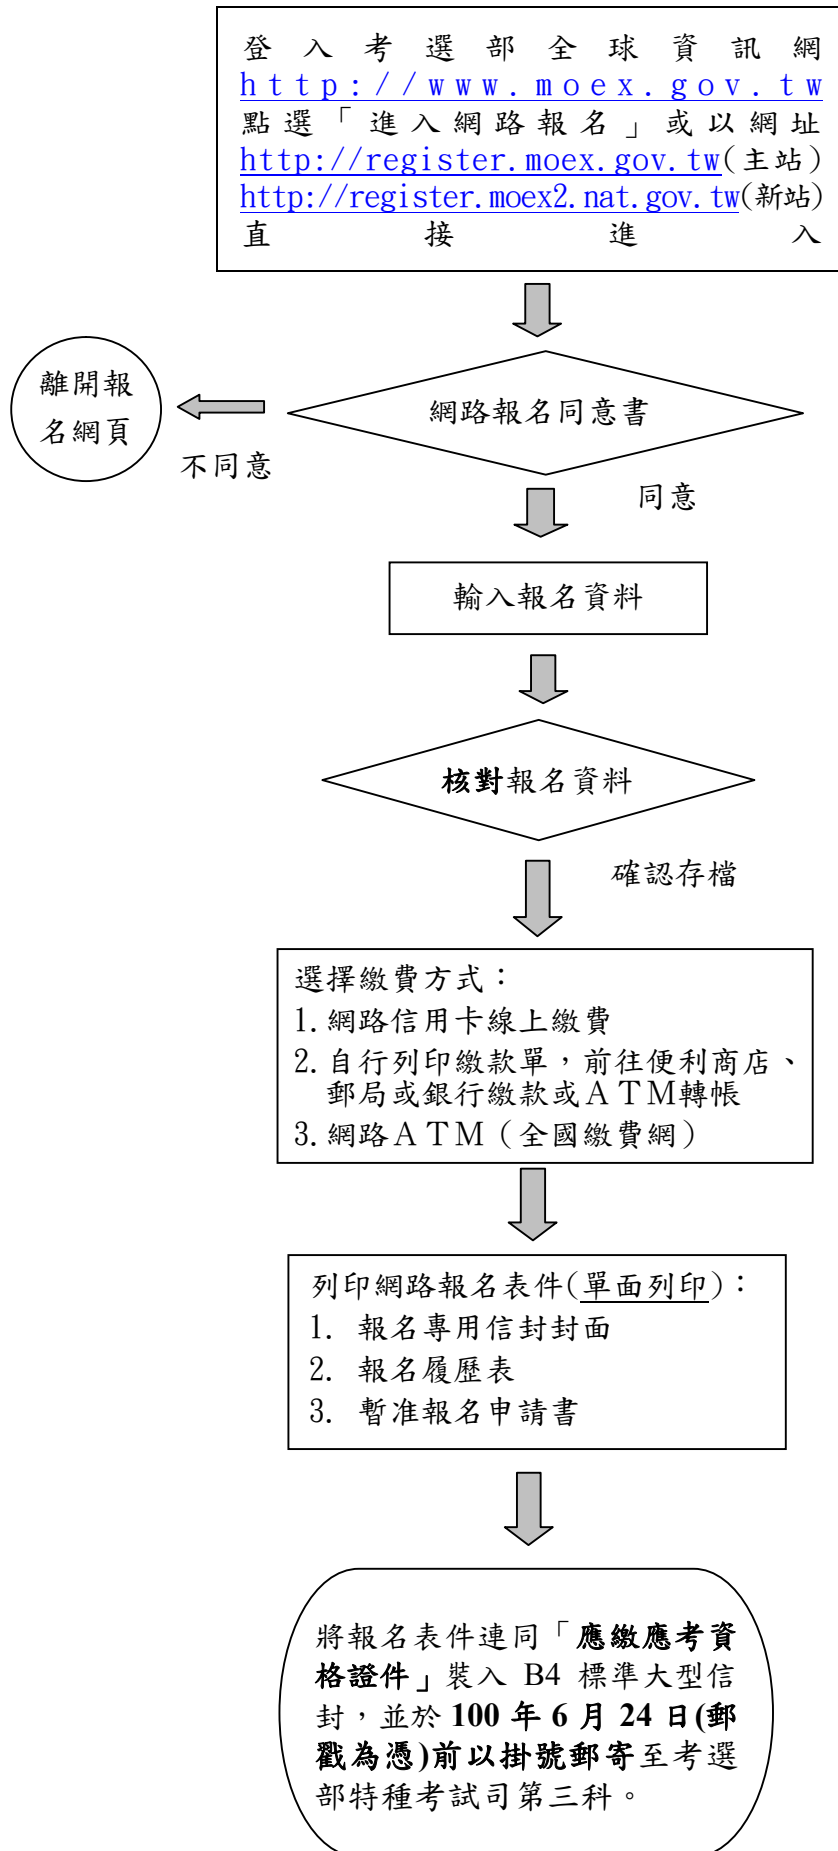 登入考選部全球資訊網
http://www.moex.gov.tw
點選「進入網路報名」或以網址
http://register.moex.gov.tw(主站)
http://register.moex2.nat.gov.tw(新站)
直接進入
離開報
名網頁
網路報名同意書
不同意
同意
輸入報名資料
核對報名資料
確認存檔
選擇繳費方式：
1.網路信用卡線上繳費
2.自行列印繳款單，前往便利商店、
郵局或銀行繳款或ＡＴＭ轉帳
3.網路ＡＴＭ（全國繳費網）
列印網路報名表件(單面列印)：
1. 報名專用信封封面
2. 報名履歷表
3. 暫准報名申請書
將報名表件連同「應繳應考資
格證件」裝入 B4 標準大型信
封，並於 100 年 6 月 24 日(郵
戳為憑)前以掛號郵寄至考選
部特種考試司第三科。